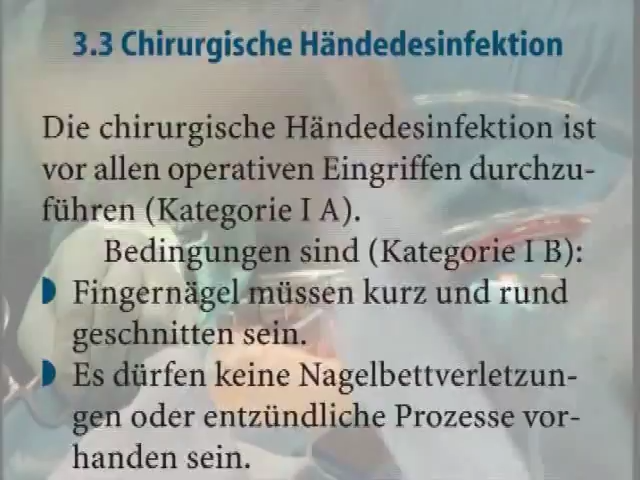 3.3 Chirurgische Händedesinfektion
Die chirurgische Händedesinfektion ist
vor allen operativen Eingriffen durchzu-
führen (Kategorie I A).
Bedingungen sind (Kategorie I B):
Fingernägel müssen kurz und rund
geschnitten sein.
Es dürfen keine Nagelbettverletzun-
gen oder entzündliche Prozesse vor-
handen sein.